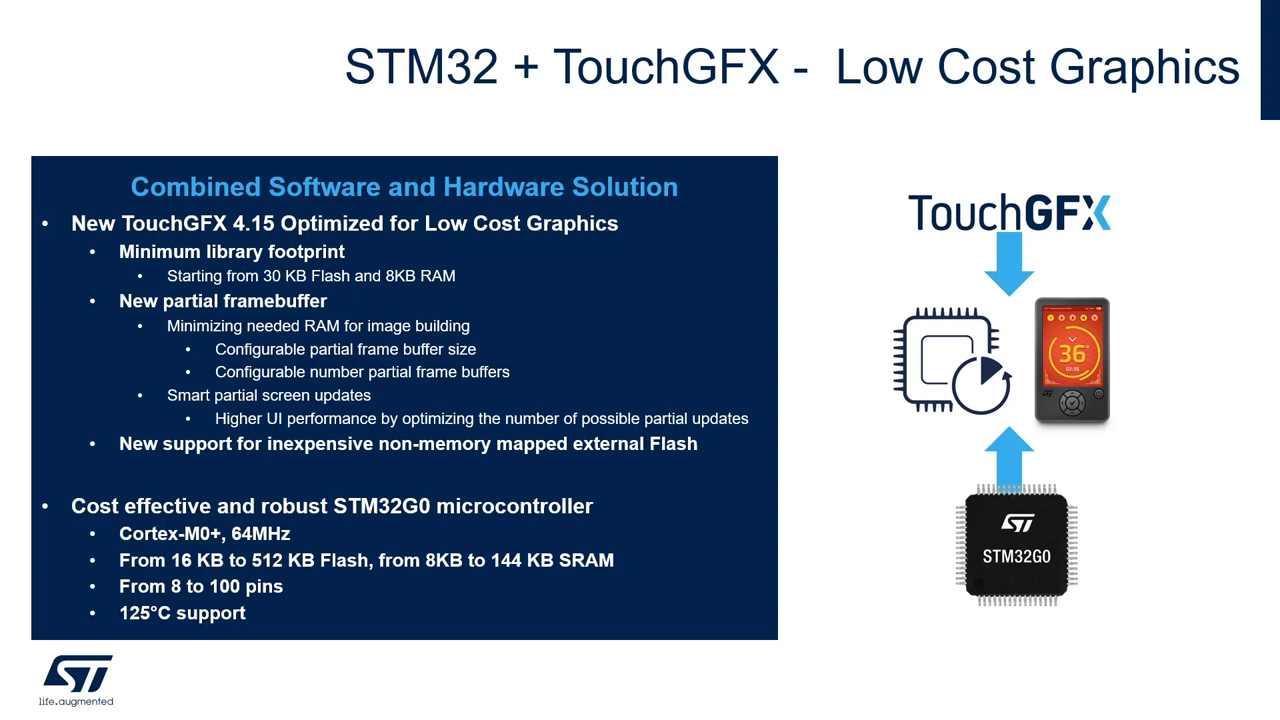 STM32 + TouchGFX - Low Cost Graphics
Combined Software and Hardware Solution
• New TouchGFX 4.15 Optimized for Low Cost Graphics
• Minimum library footprint
• Starting from 30 KB Flash and 8KB RAM
• New partial framebuffer
• Minimizing needed RAM for image building
• Configurable partial frame buffer size
• Configurable number partial frame buffers
• Smart partial screen updates
• Higher UI performance by optimizing the number of possible partial updates
• New support for inexpensive non-memory mapped external Flash
• Cost effective and robust STM32G0 microcontroller
• Cortex-M0+, 64MHz
• From 16 KB to 512 KB Flash, from 8KB to 144 KB SRAM
• From 8 to 100 pins
• 125°C support
TouchGFX
36°
02:36
ST
STM32G0
ST
life.augmented